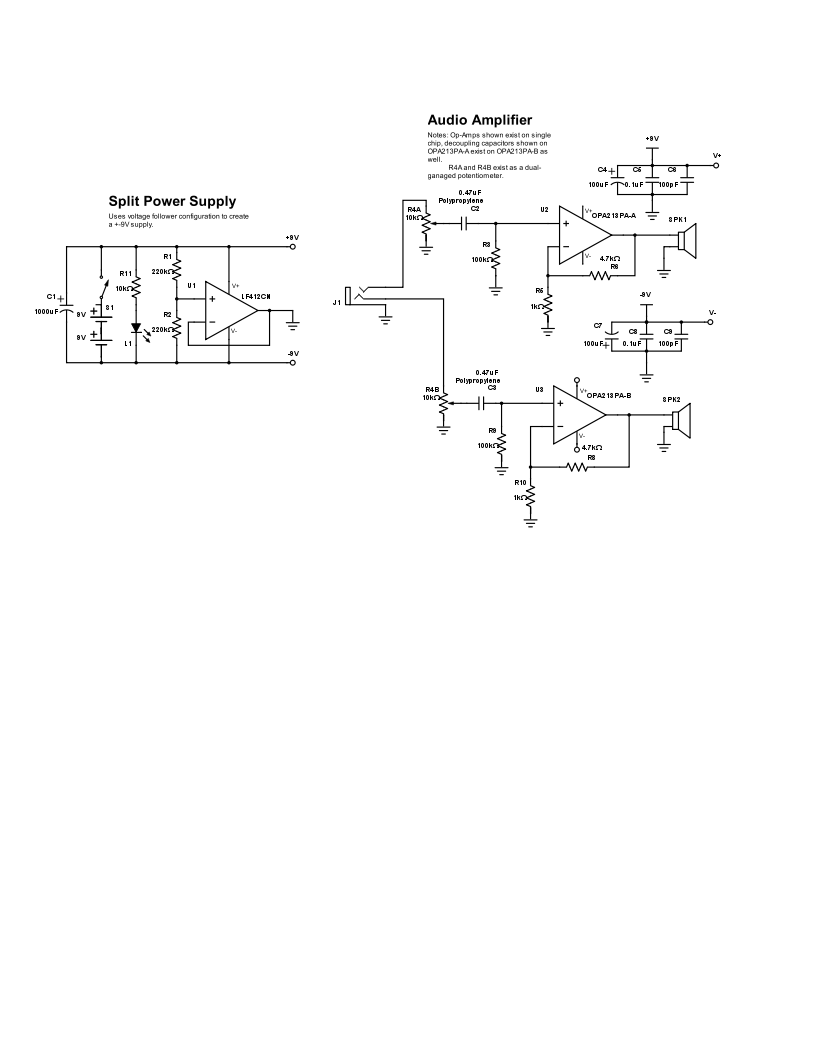 Audio Amplifier
Notes: Op-Amps shown exist on single
chip, decoupling capacitors shown on
OPA213PA-A exist on OPA213PA-B as
well.
R4A and R4B exist as a dual-
ganaged potentiometer.
+9V
V+
C4
C5
C6
100uF
0.1uF
100pF
Split Power Supply
Uses voltage follower configuration to create
a +-9V supply.
0.47uF
Polypropylene
C2
R4A
10kΩ
U2
OPA213PA-A
V+
SPK1
R3
100kΩ
V-
4.7kΩ
R6
R5
1kΩ
+9V
R1
220kΩ
R11
10kΩ
U1
V+
LF412CN
C1
1000uF
S1
9V
9V
R2
220kΩ
V-
L1
-9V
J1
-9V
V-
C7
C8
C9
100uF
0.1uF
100pF
0.47uF
Polypropylene
C3
R4B
10kΩ
U3
V+
OPA213PA-B
SPK2
R9
100kΩ
V-
4.7kΩ
R8
R10
1kΩ